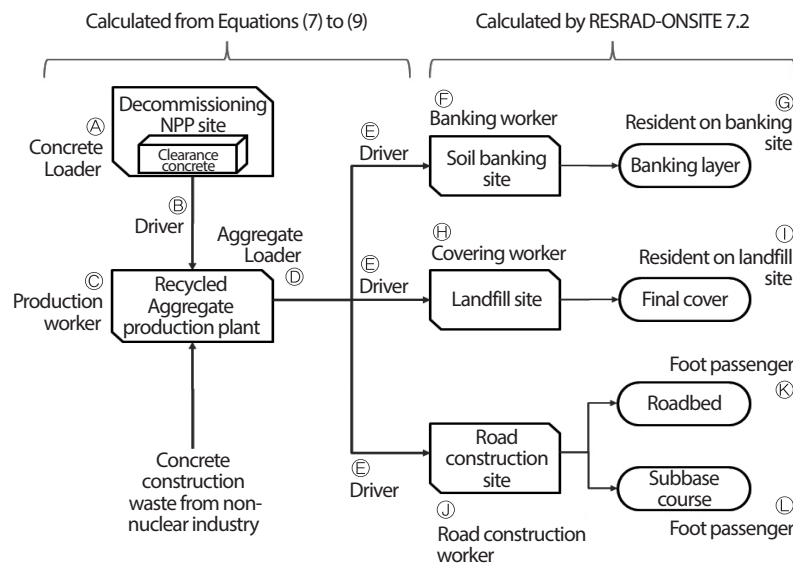 Calculated from Equations (7) to (9)
Calculated by RESRAD-ONSITE 7.2
Ⓐ
Concrete
Loader
Decommissioning
NPP site
Clearance
concrete
Ⓑ
Driver
Aggregate
Loader
Ⓓ
Ⓒ
Production
worker
Recycled
Aggregate
production plant
Concrete
construction
waste from non-
nuclear industry
Ⓔ
Driver
Ⓕ
Banking worker
Soil banking
site
Ⓖ
Resident on banking
site
Banking layer
Ⓔ
Driver
Ⓗ
Covering worker
Landfill site
Ⓘ
Resident on landfill
site
Final cover
Ⓔ
Driver
Road
construction
site
Ⓙ
Road construction
worker
Foot passenger
Ⓚ
Roadbed
Subbase
course
Ⓛ
Foot passenger